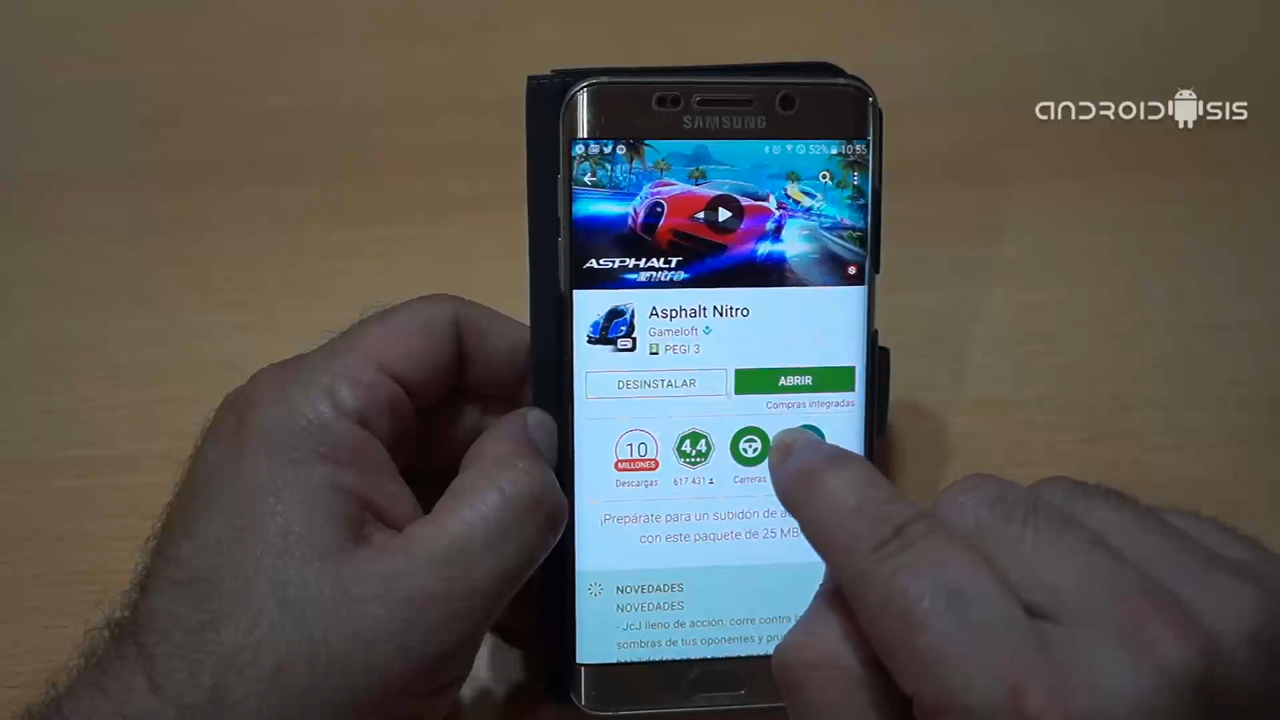 ANDROIDSIS
SAMSUNG
52% 10:55
ASPHALT
nitro
Asphalt Nitro
Gameloft
3 PEGI 3
DESINSTALAR
ABRIR
Compras integradas
10
MILLONES
4,4
Descargas
617.431
Carreras
¡Prepárate para un subidón de
con este paquete de 25 MB
NOVEDADES
NOVEDADES
- JcJ lleno de acción: corre contra
sombras de tus oponentes y